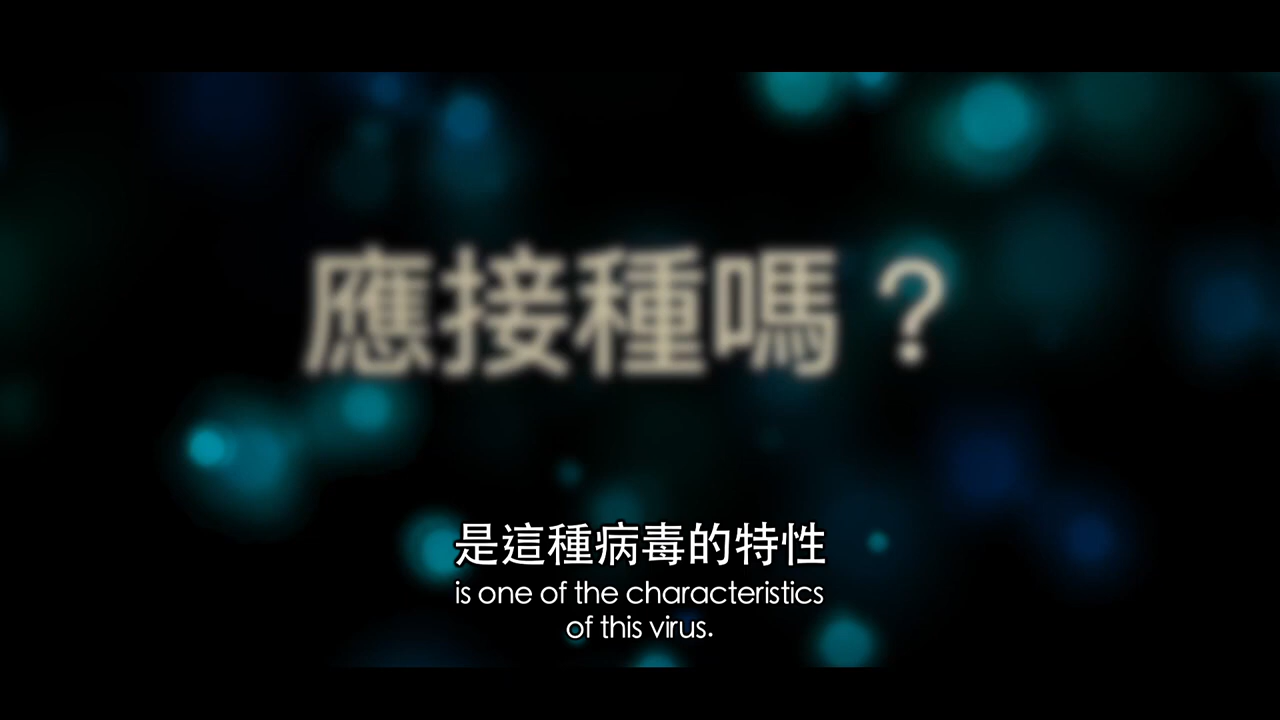 應接種嗎？
是這種病毒的特性
is one of the characteristics
of this virus.